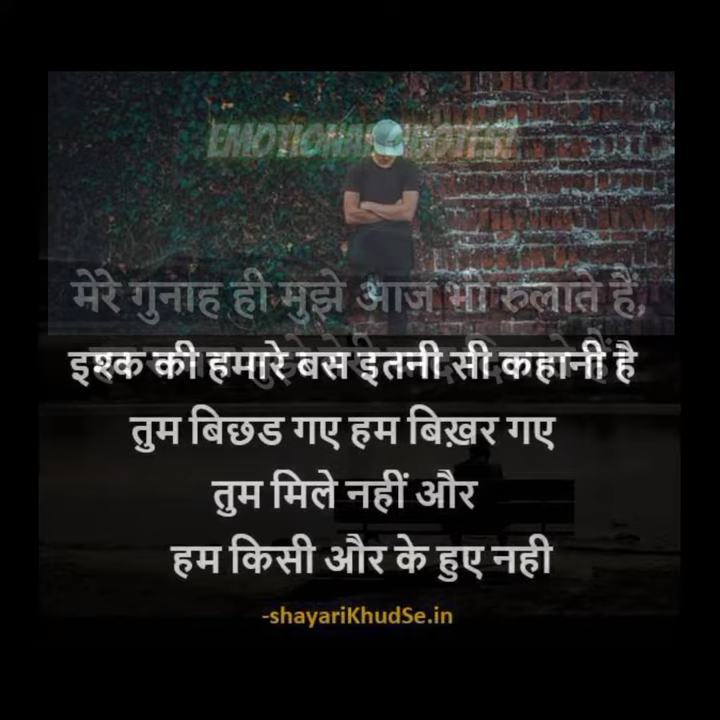 EMOTIONAL QUOTES
मेरे गुनाह ही मुझे आज भी रुलाते हैं,
इश्क की हमारे बस इतनी सी कहानी है
तुम बिछड गए हम बिख़र गए
तुम मिले नहीं और
हम किसी और के हुए नही
-shayariKhudSe.in